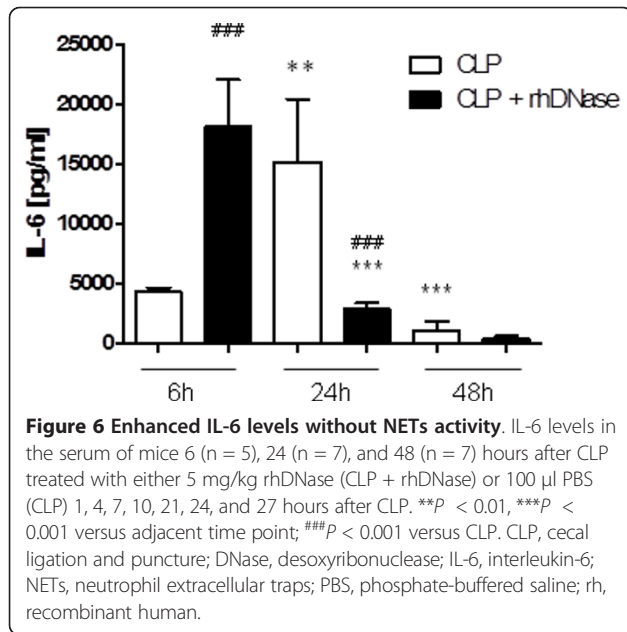 25000
20000
15000
10000
5000
0
IL-6 [pg/ml]
###
**
###
***
***
CLP
CLP + rhDNase
6h
24h
48h
Figure 6 Enhanced IL-6 levels without NETs activity. IL-6 levels in
the serum of mice 6 (n = 5), 24 (n = 7), and 48 (n = 7) hours after CLP
treated with either 5 mg/kg rhDNase (CLP + rhDNase) or 100 μl PBS
(CLP) 1, 4, 7, 10, 21, 24, and 27 hours after CLP. **P < 0.01, ***P <
0.001 versus adjacent time point; ###P < 0.001 versus CLP. CLP, cecal
ligation and puncture; DNase, desoxyribonuclease; IL-6, interleukin-6;
NETs, neutrophil extracellular traps; PBS, phosphate-buffered saline; rh,
recombinant human.